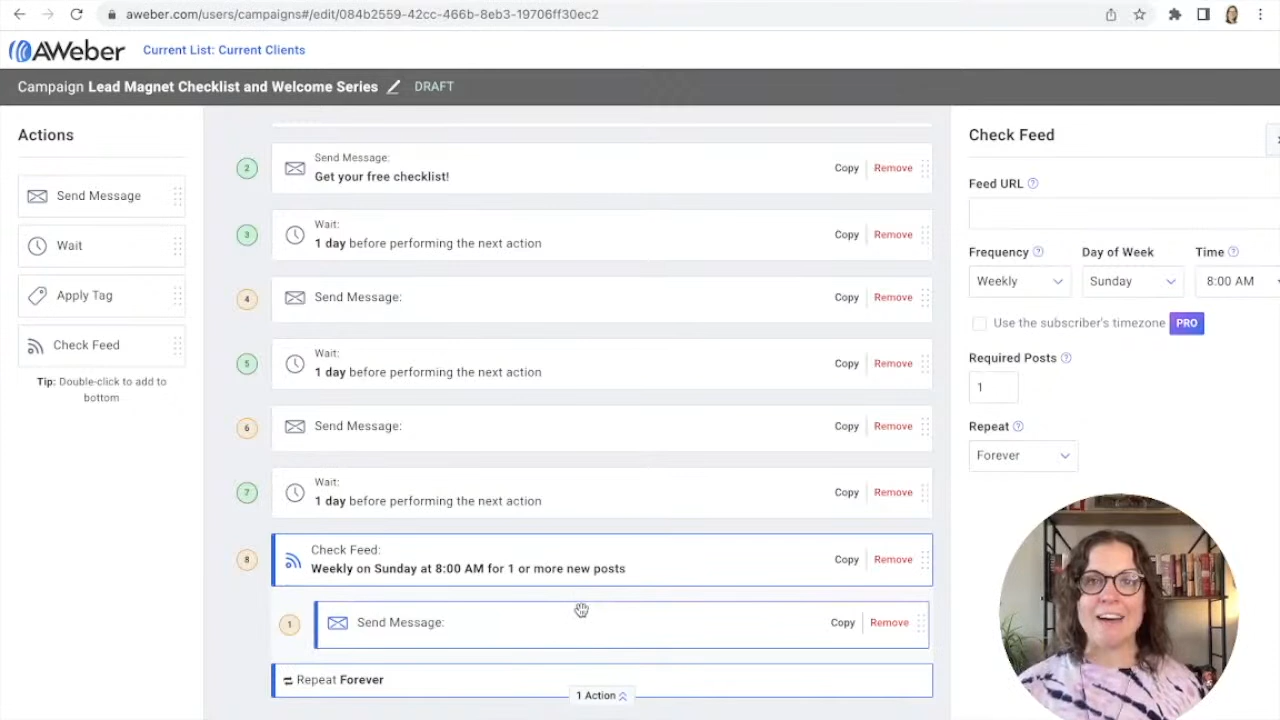 aweber.com/users/campaigns#/edit/084b2559-42cc-466b-8eb3-19706ff30ec2
AWeber Current List: Current Clients
Campaign Lead Magnet Checklist and Welcome Series DRAFT
Actions
Send Message
Wait
Apply Tag
Check Feed
Tip: Double-click to add to
bottom
2 Send Message:
Get your free checklist!
Copy Remove
3 Wait:
1 day before performing the next action
Copy Remove
4 Send Message:
Copy Remove
5 Wait:
1 day before performing the next action
Copy Remove
6 Send Message:
Copy Remove
7 Wait:
1 day before performing the next action
Copy Remove
8 Check Feed:
Weekly on Sunday at 8:00 AM for 1 or more new posts
Copy Remove
1 Send Message:
Copy Remove
Repeat Forever
1 Action
Check Feed
Feed URL ?
Frequency ? Day of Week Time ?
Weekly Sunday 8:00 AM
Use the subscriber's timezone PRO
Required Posts ?
1
Repeat ?
Forever